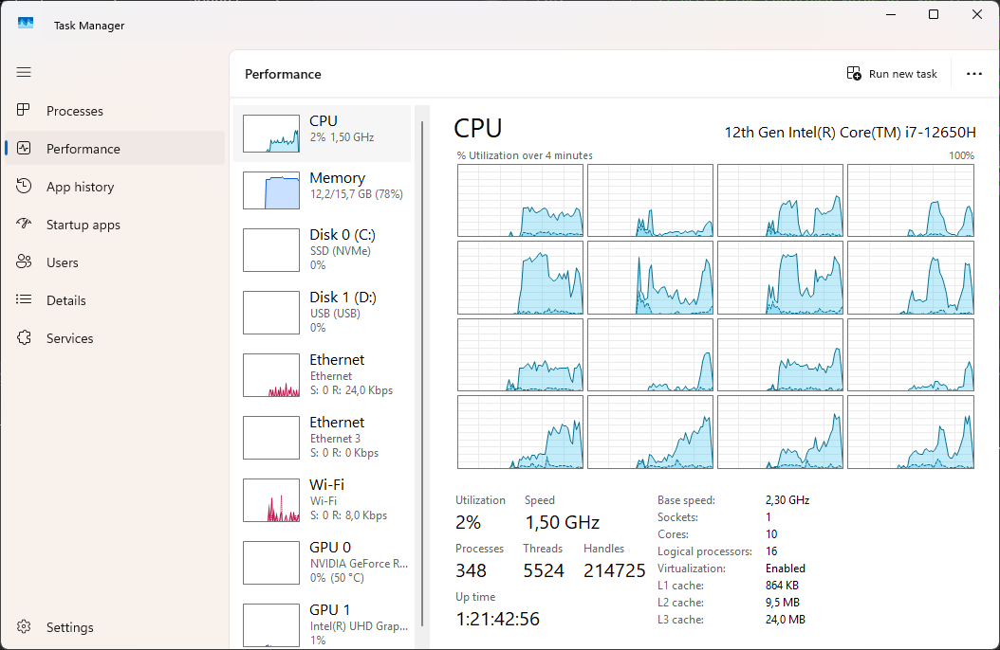 Task Manager
Performance
Run new task
Processes
Performance
App history
Startup apps
Users
Details
Services
Settings
CPU
2% 1,50 GHz
Memory
12,2/15,7 GB (78%)
Disk 0 (C:)
SSD (NVMe)
0%
Disk 1 (D:)
USB (USB)
0%
Ethernet
Ethernet
S: 0 R: 24,0 Kbps
Ethernet
Ethernet 3
S: 0 R: 0 Kbps
Wi-Fi
Wi-Fi
S: 0 R: 8,0 Kbps
GPU 0
NVIDIA GeForce R...
0% (50 °C)
GPU 1
Intel(R) UHD Grap...
1%
CPU
12th Gen Intel(R) Core(TM) i7-12650H
% Utilization over 4 minutes
100%
Utilization Speed
2% 1,50 GHz
Processes Threads Handles
348 5524 214725
Up time
1:21:42:56
Base speed: 2,30 GHz
Sockets: 1
Cores: 10
Logical processors: 16
Virtualization: Enabled
L1 cache: 864 KB
L2 cache: 9,5 MB
L3 cache: 24,0 MB